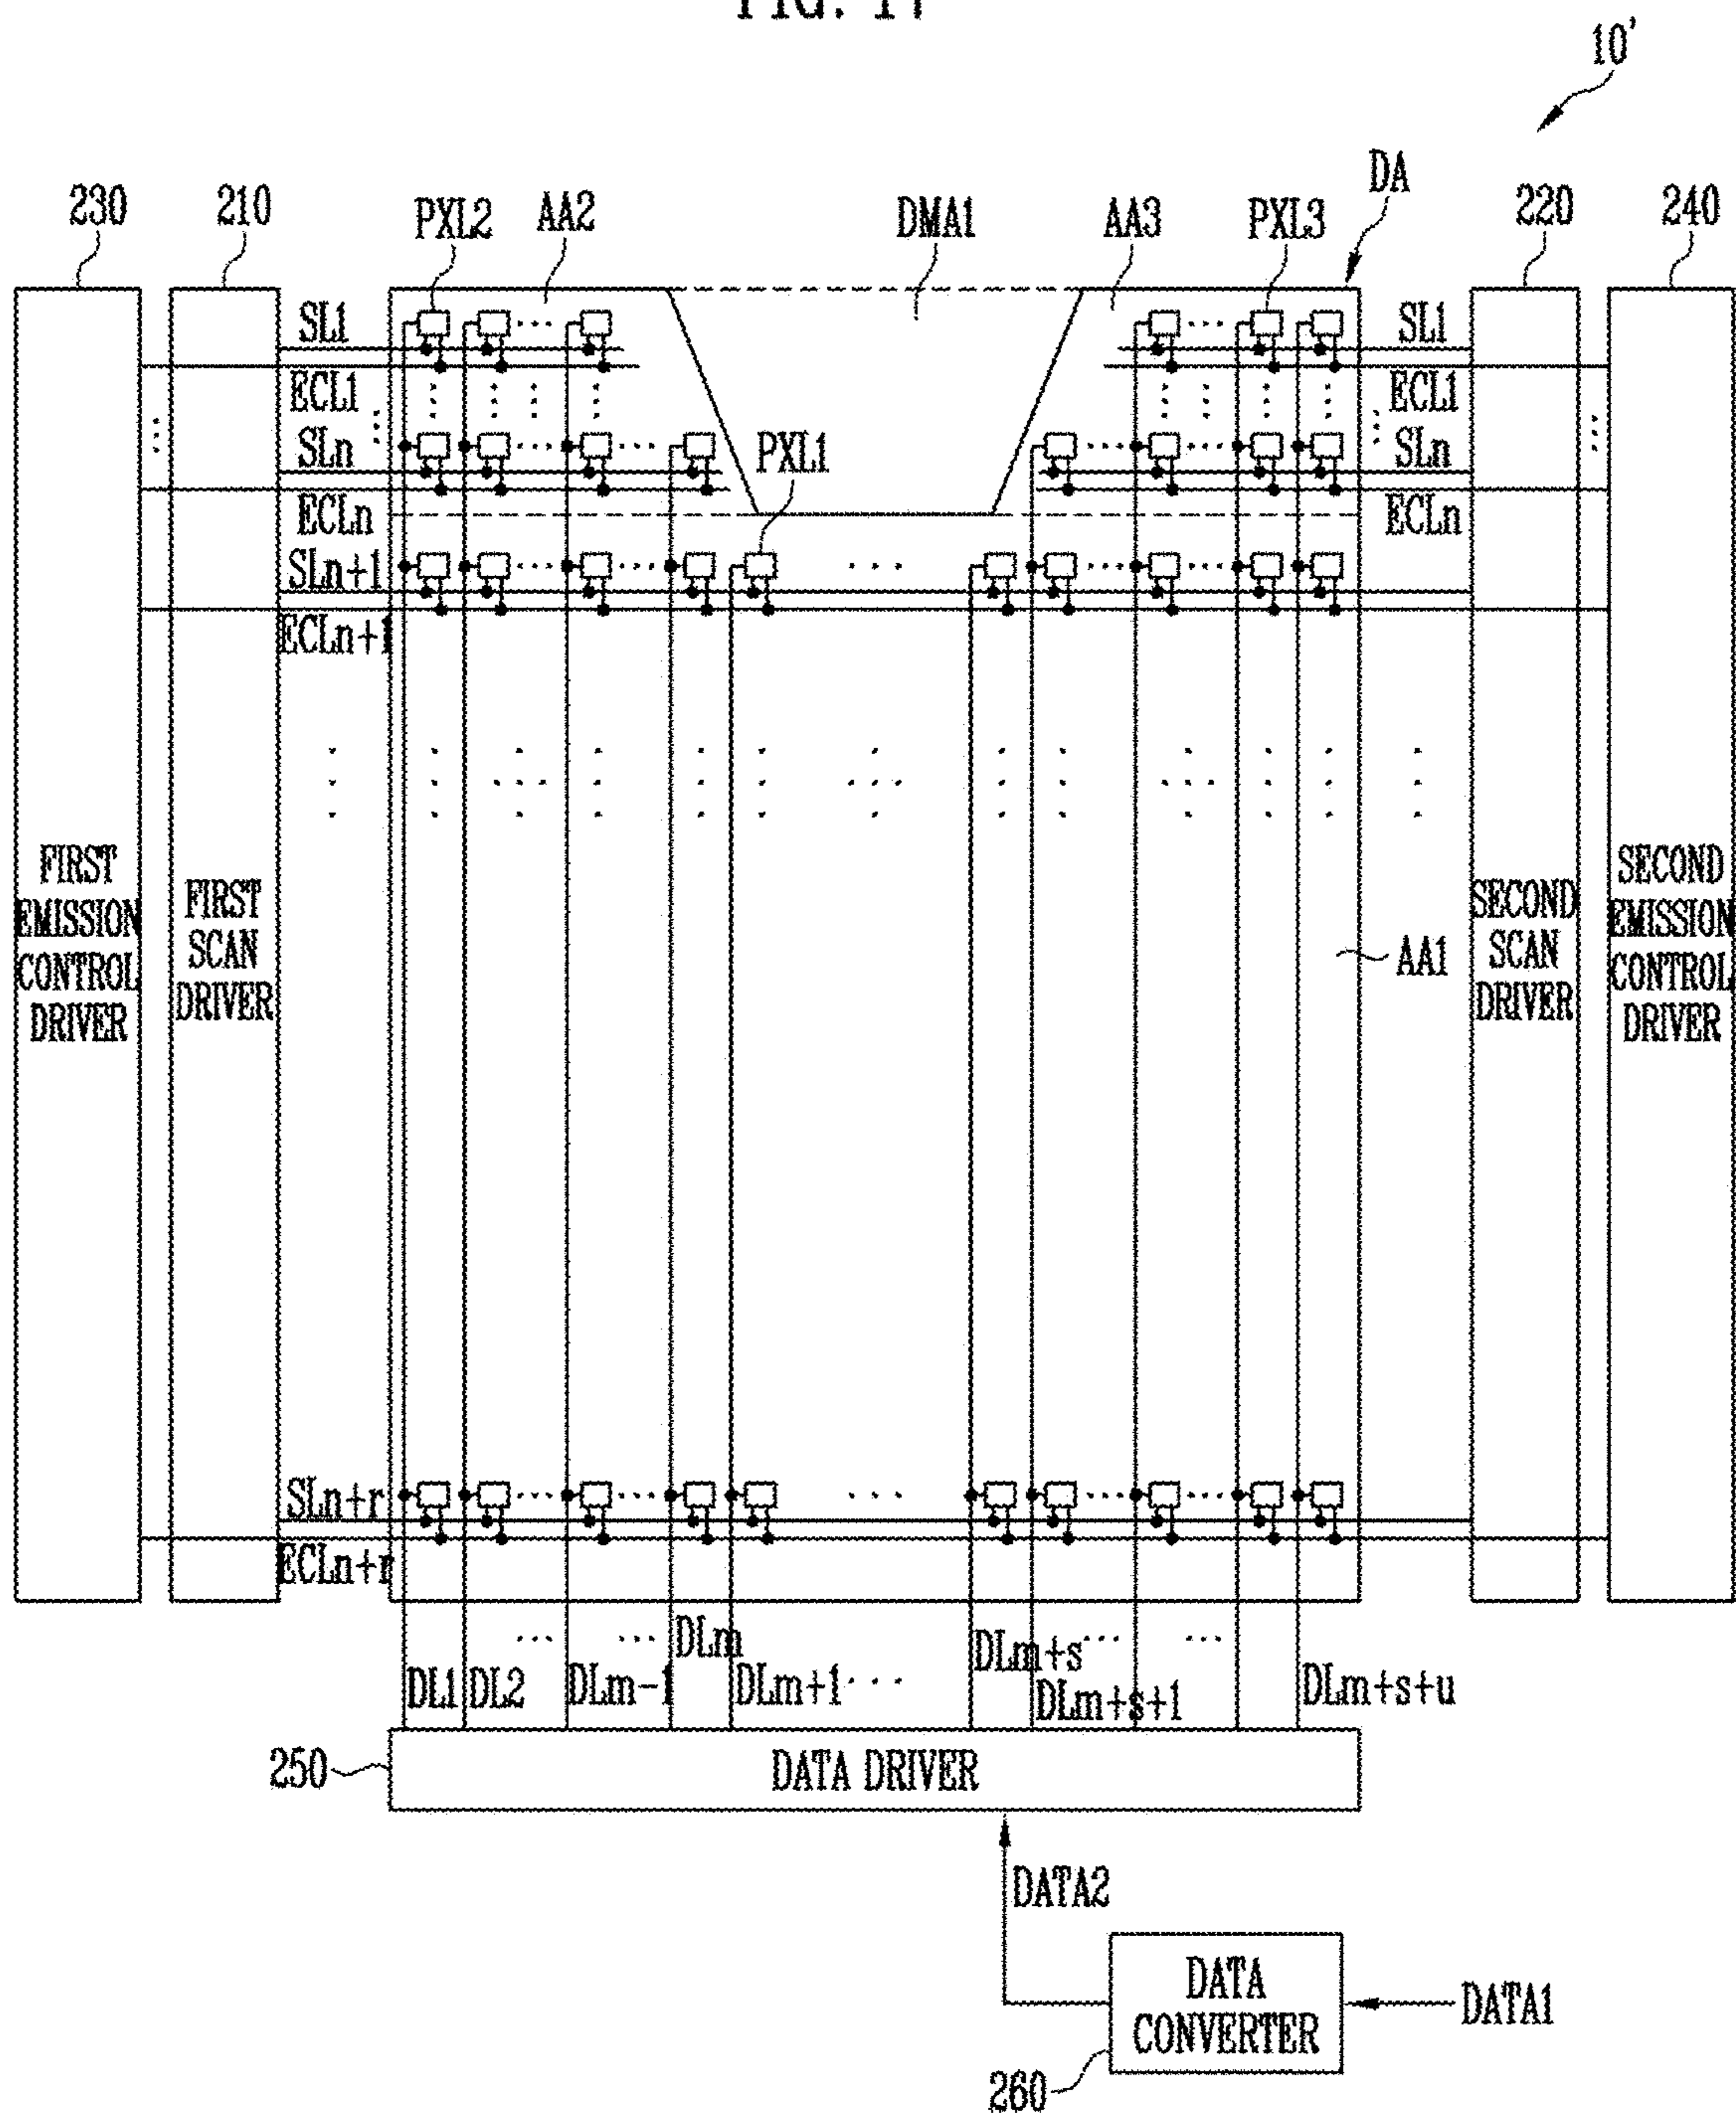 FIG. 17
10'
DA
230
210
PXL2
AA2
DMA1
AA3
PXL3
220
240
SL1
SL1
ECL1
ECL1
SLn
PXL1
SLn
ECLn
ECLn
SLn+1
ECLn+1
FIRST
EMISSION
CONTROL
DRIVER
FIRST
SCAN
DRIVER
SECOND
SCAN
DRIVER
SECOND
EMISSION
CONTROL
DRIVER
AA1
SLn+r
ECLn+r
DLm
DLm+s
DL1
DL2
DLm-1
DLm+1
DLm+s+1
DLm+s+u
250
DATA DRIVER
DATA2
DATA
CONVERTER
DATA1
260